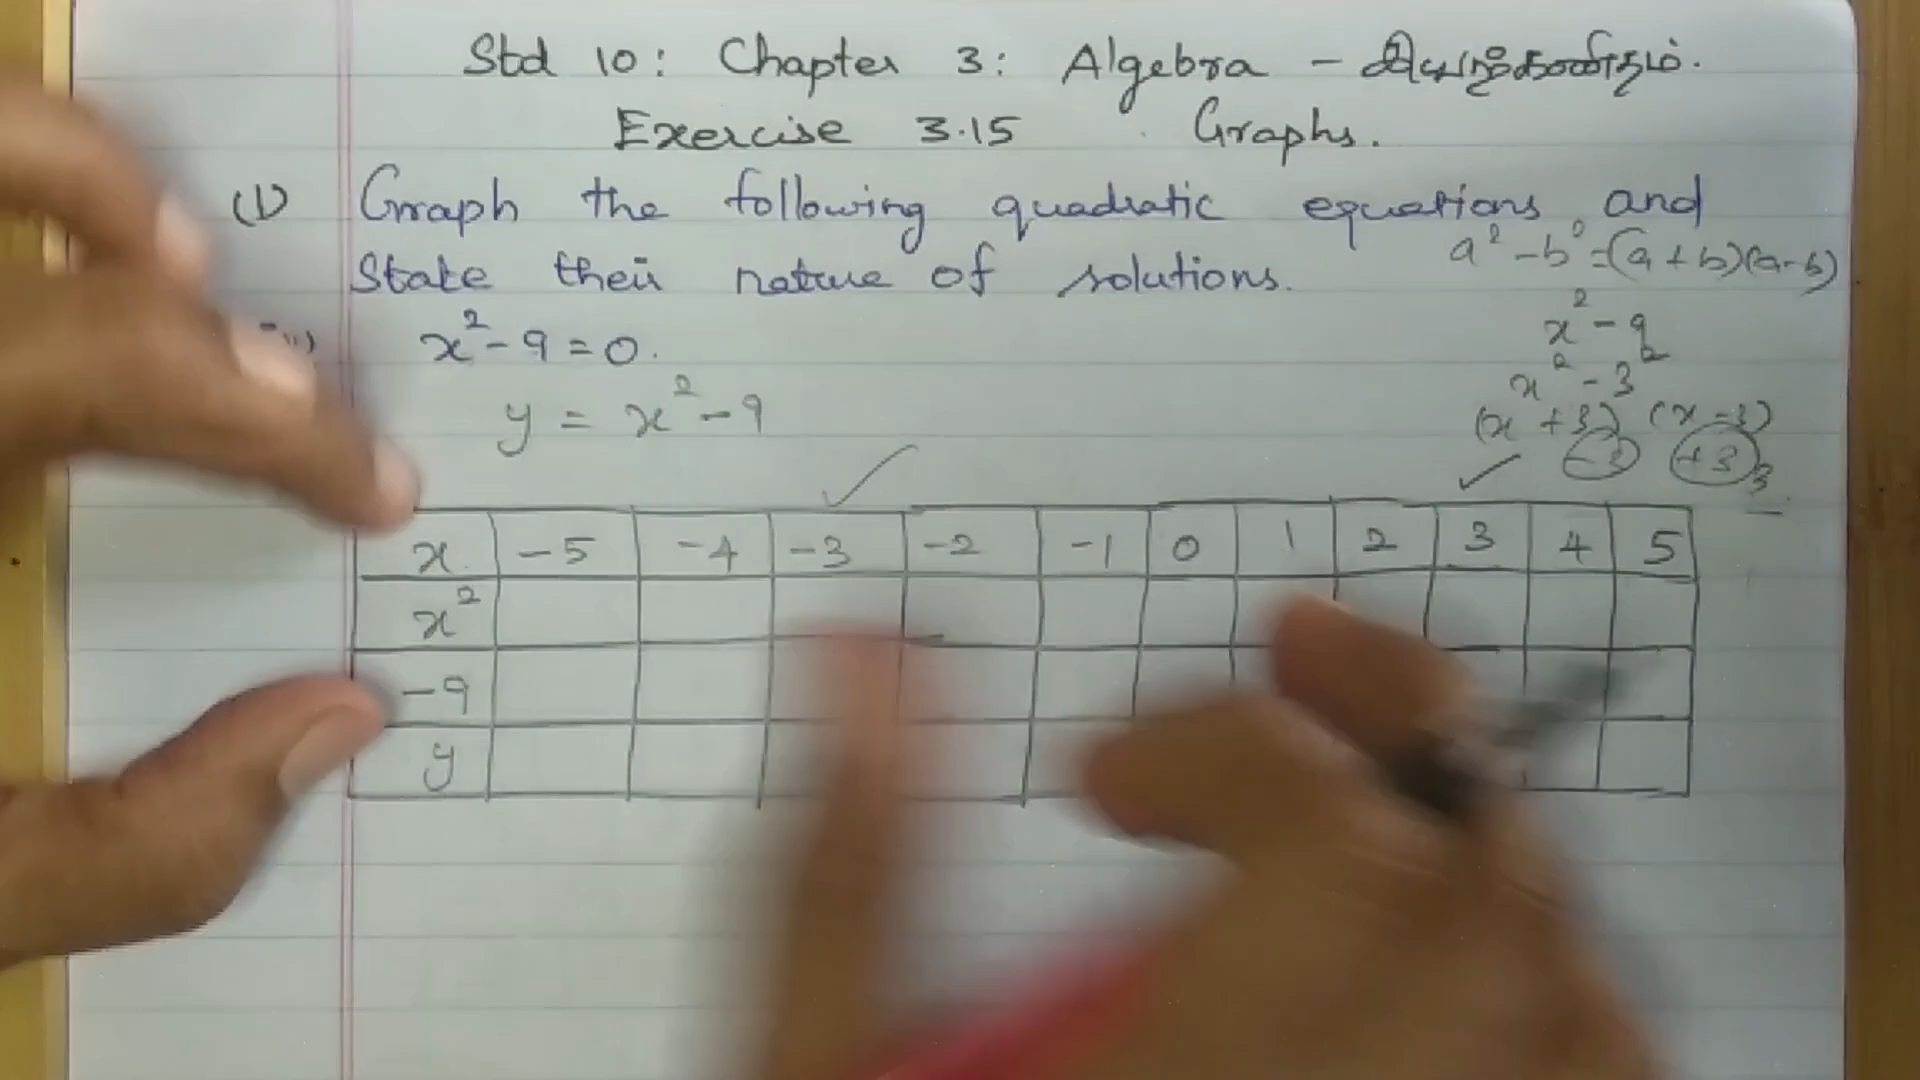 Std 10: Chapter 3: Algebra - இயற்கணிதம்.
Exercise 3.15 Graphs.
(1) Graph the following quadratic equations and
State their nature of solutions.
a² - b² = (a + b)(a - b)
x² - 9 = 0.
x² - 9
x² - 3²
y = x² - 9
(x + 3) (x - 3)
-3 +3 3
x -5 -4 -3 -2 -1 0 1 2 3 4 5
x²
-9
y